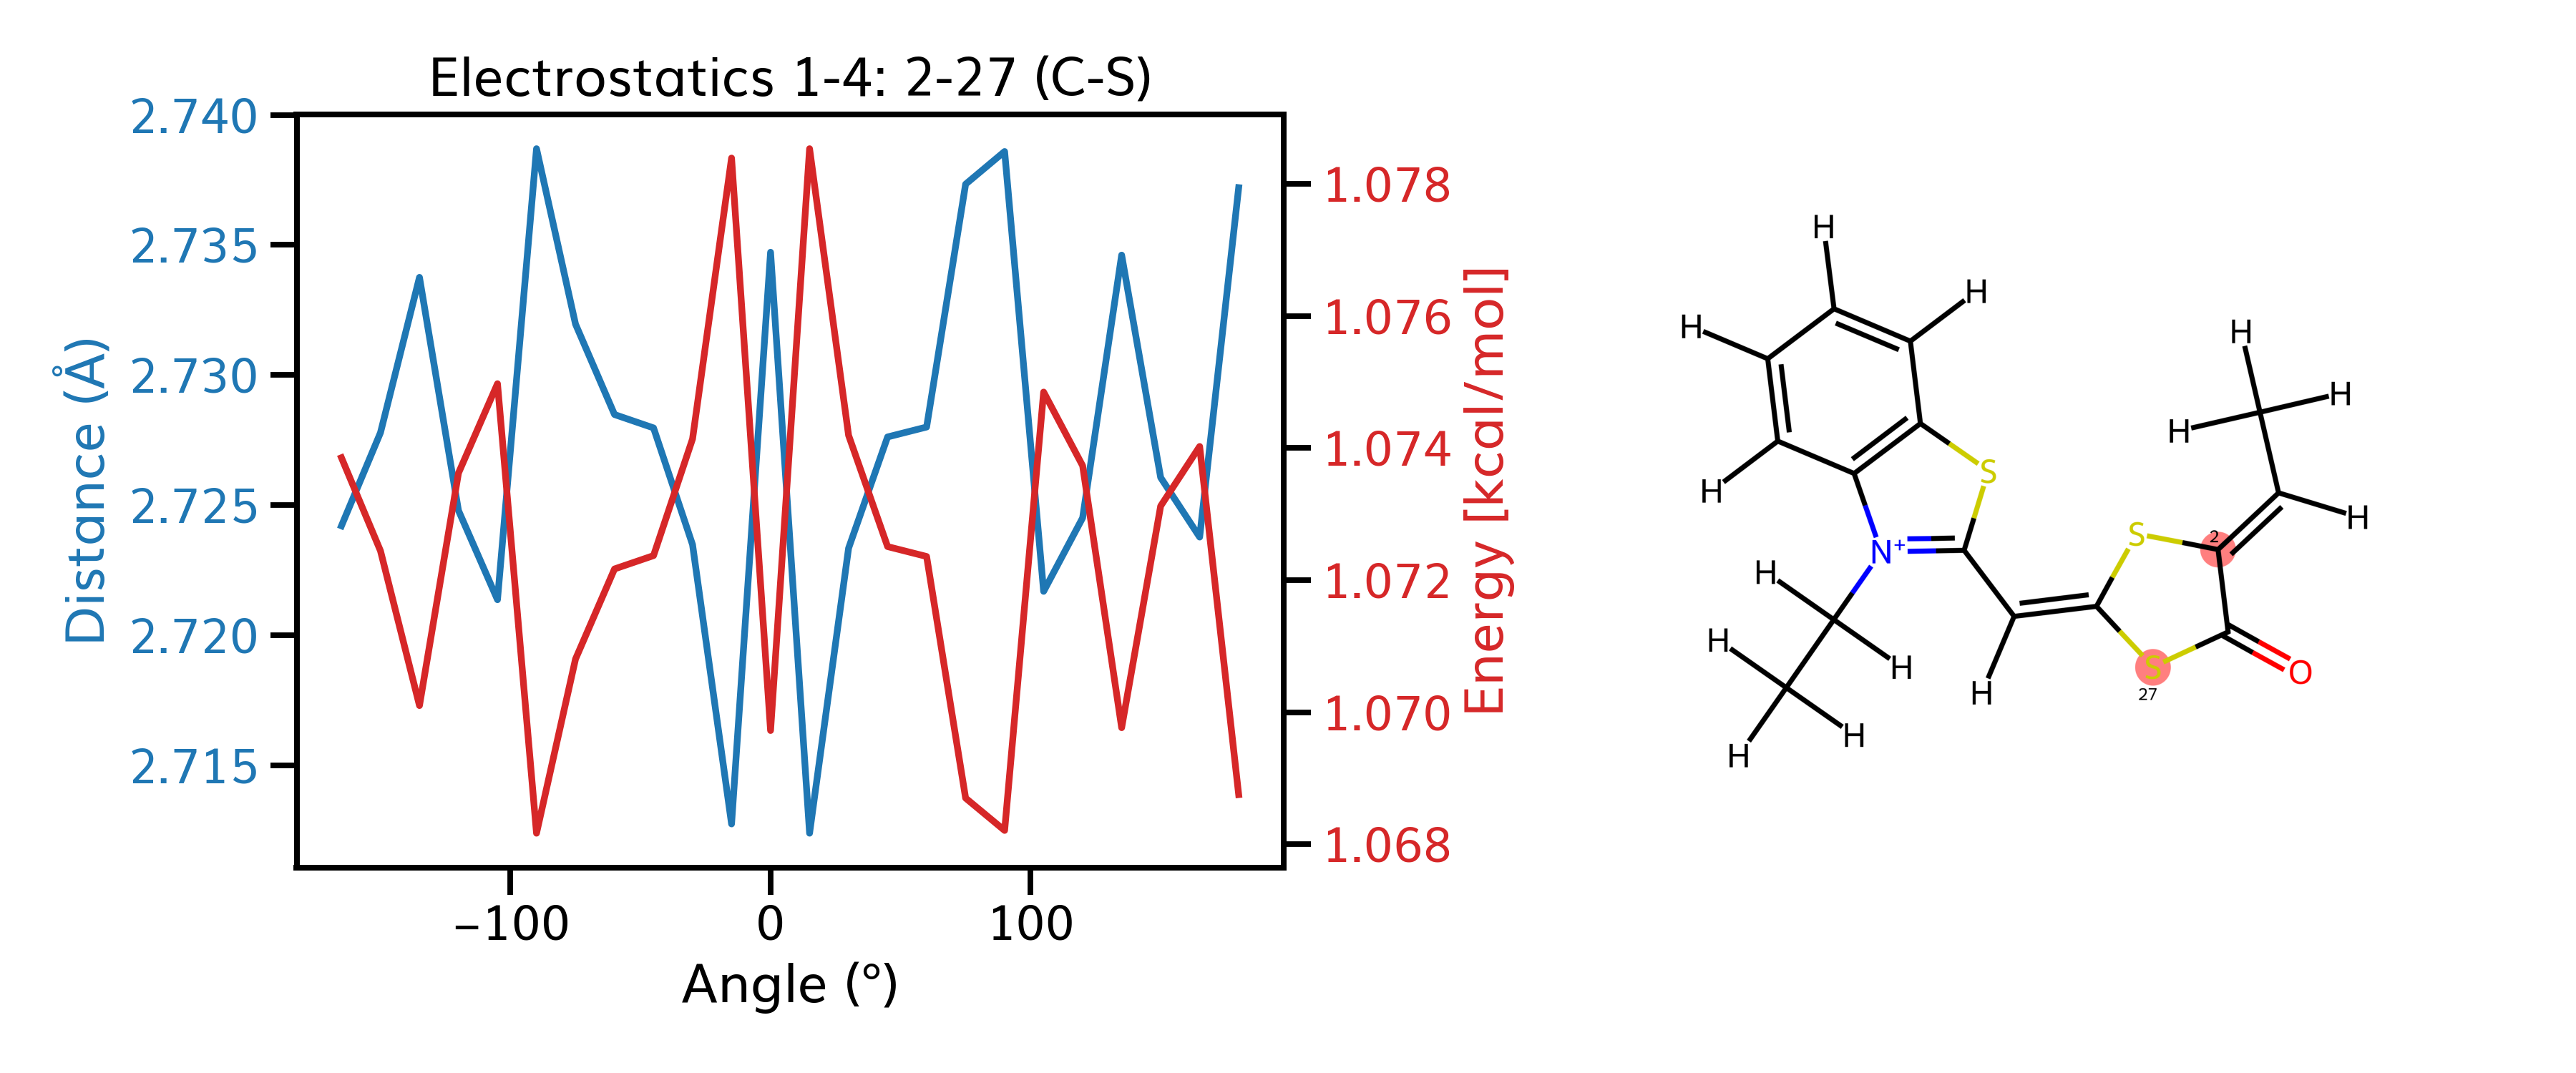 Electrostatics 1-4: 2-27 (C-S)
2.740
2.735
2.730
2.725
2.720
2.715
Distance (Å)
1.078
1.076
1.074
1.072
1.070
1.068
Energy [kcal/mol]
−100 0 100
Angle (°)
H
H
H
H
H
H
H
S
H
H
S
2
N⁺
H
H
H
S
27
O
H
H
H
H